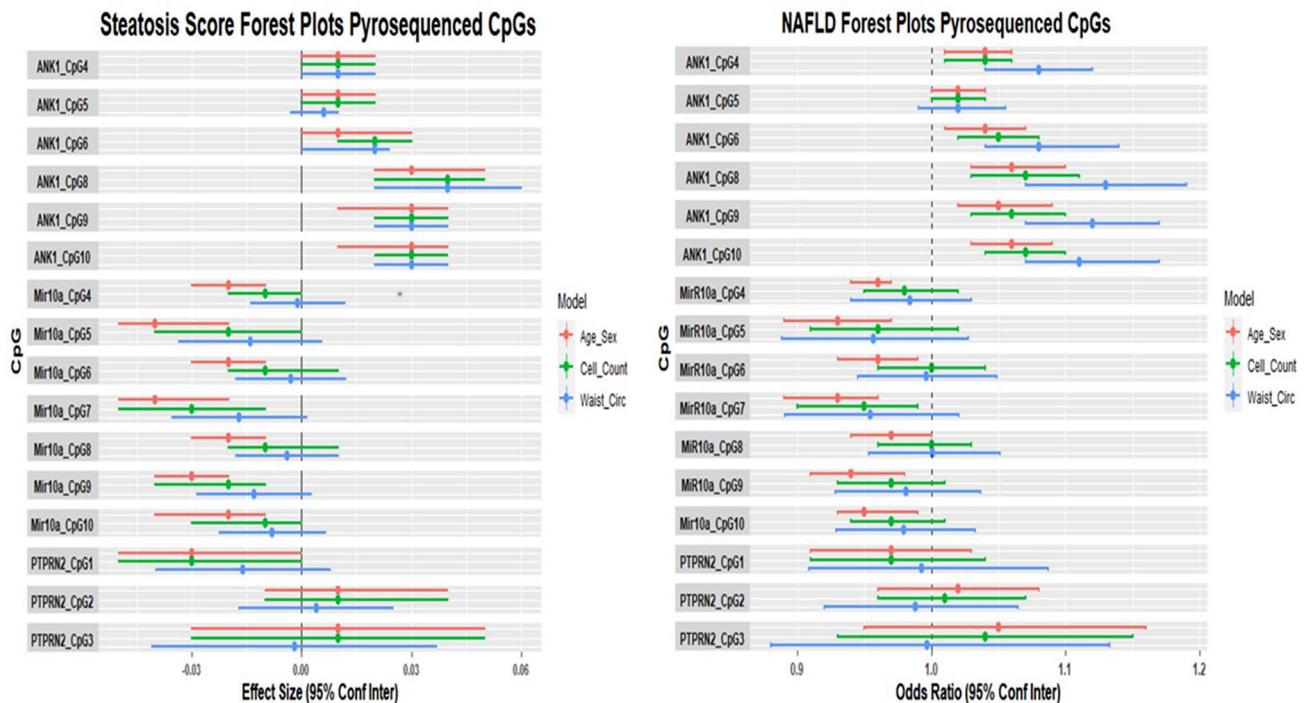 Steatosis Score Forest Plots Pyrosequenced CpGs
CpG
ANK1_CpG4
ANK1_CpG5
ANK1_CpG6
ANK1_CpG8
ANK1_CpG9
ANK1_CpG10
Mir10a_CpG4
Mir10a_CpG5
Mir10a_CpG6
Mir10a_CpG7
Mir10a_CpG8
Mir10a_CpG9
Mir10a_CpG10
PTPRN2_CpG1
PTPRN2_CpG2
PTPRN2_CpG3
-0.03 0.00 0.03 0.06
Effect Size (95% Conf Inter)
Model
Age_Sex
Cell_Count
Waist_Circ
NAFLD Forest Plots Pyrosequenced CpGs
CpG
ANK1_CpG4
ANK1_CpG5
ANK1_CpG6
ANK1_CpG8
ANK1_CpG9
ANK1_CpG10
MirR10a_CpG4
MirR10a_CpG5
MirR10a_CpG6
MirR10a_CpG7
MiR10a_CpG8
MiR10a_CpG9
Mir10a_CpG10
PTPRN2_CpG1
PTPRN2_CpG2
PTPRN2_CpG3
0.9 1.0 1.1 1.2
Odds Ratio (95% Conf Inter)
Model
Age_Sex
Cell_Count
Waist_Circ